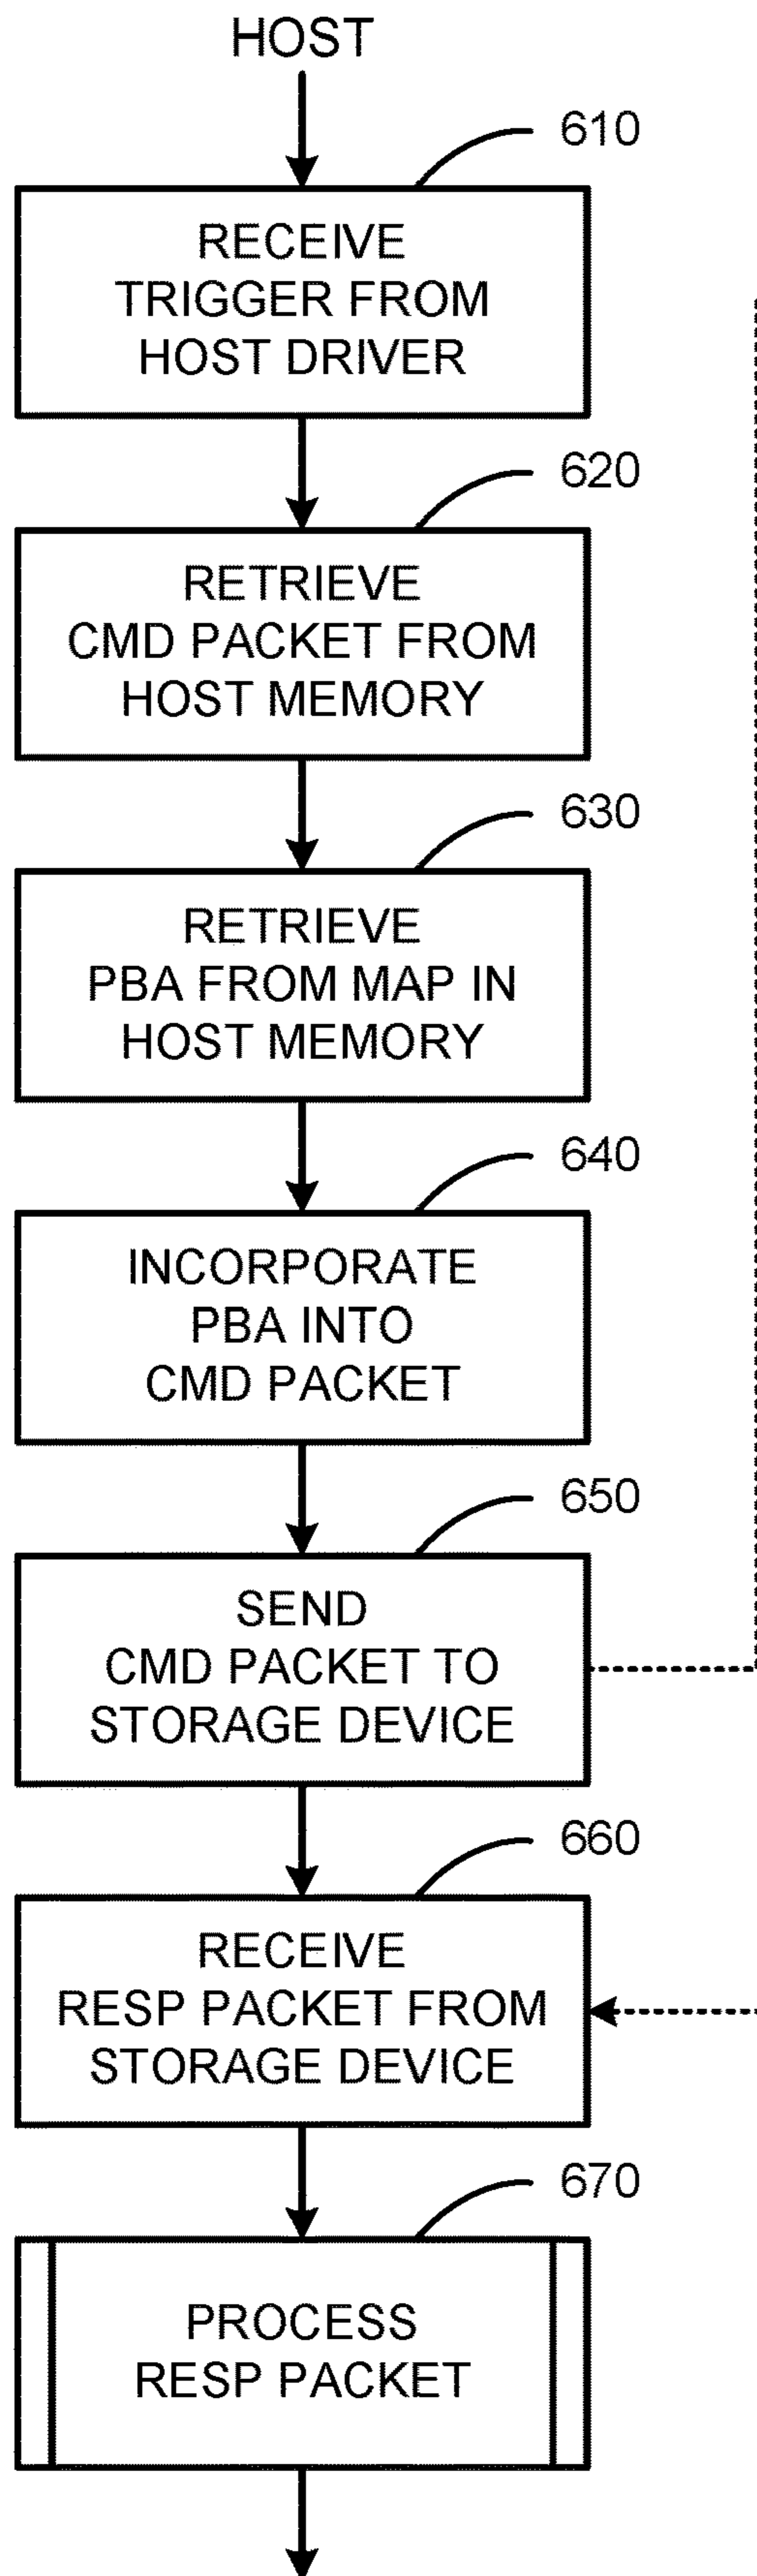 HOST
610
RECEIVE
TRIGGER FROM
HOST DRIVER
620
RETRIEVE
CMD PACKET FROM
HOST MEMORY
630
RETRIEVE
PBA FROM MAP IN
HOST MEMORY
640
INCORPORATE
PBA INTO
CMD PACKET
650
SEND
CMD PACKET TO
STORAGE DEVICE
660
RECEIVE
RESP PACKET FROM
STORAGE DEVICE
670
PROCESS
RESP PACKET